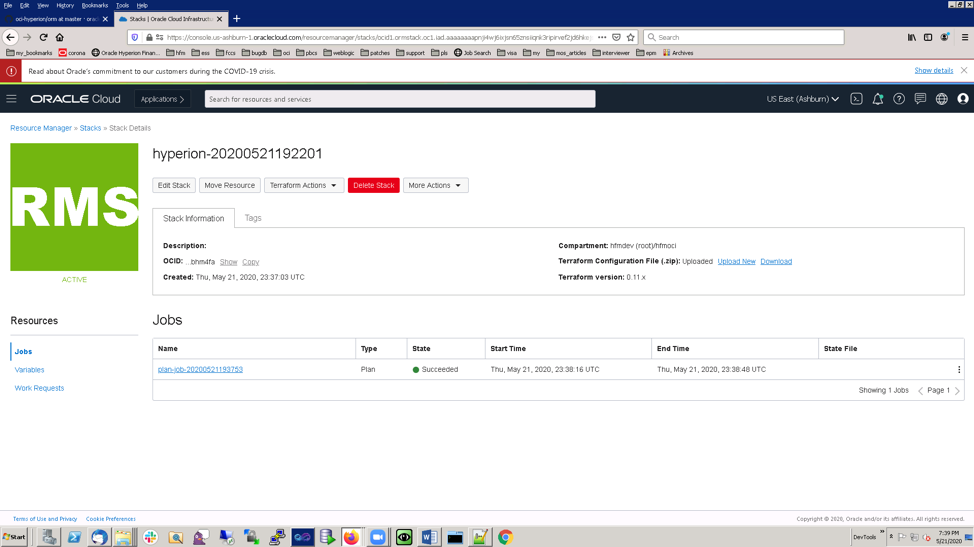 File Edit View History Bookmarks Tools Help
oci-hyperion/orm at master - orac
Stacks | Oracle Cloud Infrastructu
https://console.us-ashburn-1.oraclecloud.com/resourcemanager/stacks/
Search
my_bookmarks corona Oracle Hyperion Finan... hfm ess fccs bugdb oci pbcs weblogic patches support pls Job Search visa my mos_articles interviewer epm Archives
Read about Oracle's commitment to our customers during the COVID-19 crisis.
Show details
ORACLE Cloud
Applications
Search for resources and services
US East (Ashburn)
Resource Manager » Stacks » Stack Details
RMS
ACTIVE
hyperion-20200521192201
Edit Stack Move Resource Terraform Actions Delete Stack More Actions
Stack Information Tags
Description:
Compartment: hfmdev (root)/hfmoci
OCID: ...bhm4fa Show Copy
Terraform Configuration File (.zip): Uploaded Upload New Download
Created: Thu, May 21, 2020, 23:37:03 UTC
Terraform version: 0.11.x
Resources
Jobs
Variables
Work Requests
Jobs
Name Type State Start Time End Time State File
plan-job-20200521193753 Plan Succeeded Thu, May 21, 2020, 23:38:16 UTC Thu, May 21, 2020, 23:38:48 UTC
Showing 1 Jobs Page 1
Terms of Use and Privacy Cookie Preferences
Copyright © 2020, Oracle and/or its affiliates. All rights reserved.
Start
DevTools
7:39 PM
5/21/2020